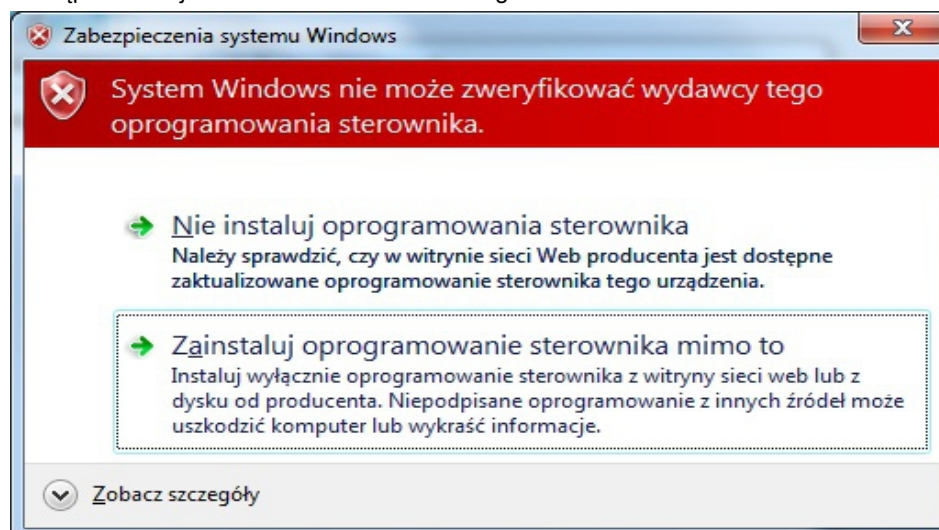 Zabezpieczenia systemu Windows
System Windows nie może zweryfikować wydawcy tego
oprogramowania sterownika.
Nie instaluj oprogramowania sterownika
Należy sprawdzić, czy w witrynie sieci Web producenta jest dostępne
zaktualizowane oprogramowanie sterownika tego urządzenia.
Zainstaluj oprogramowanie sterownika mimo to
Instaluj wyłącznie oprogramowanie sterownika z witryny sieci web lub z
dysku od producenta. Niepodpisane oprogramowanie z innych źródeł może
uszkodzić komputer lub wykraść informacje.
Zobacz szczegóły